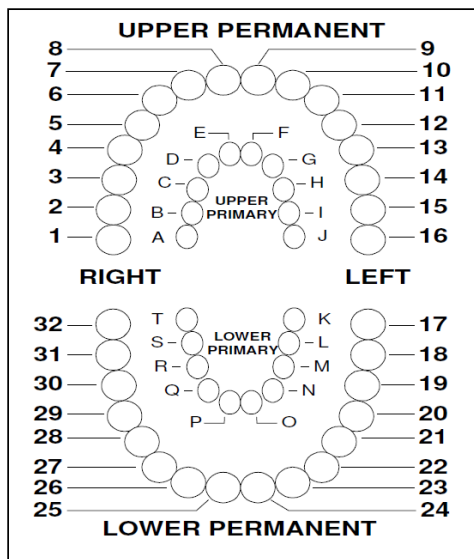 UPPER PERMANENT
8 9
7 10
6 11
5 12
4 13
3 14
2 15
1 16
E F
D G
C H
B I
A J
UPPER
PRIMARY
RIGHT LEFT
32 17
31 18
30 19
29 20
28 21
27 22
26 23
25 24
T K
S L
R M
Q N
P O
LOWER
PRIMARY
LOWER PERMANENT